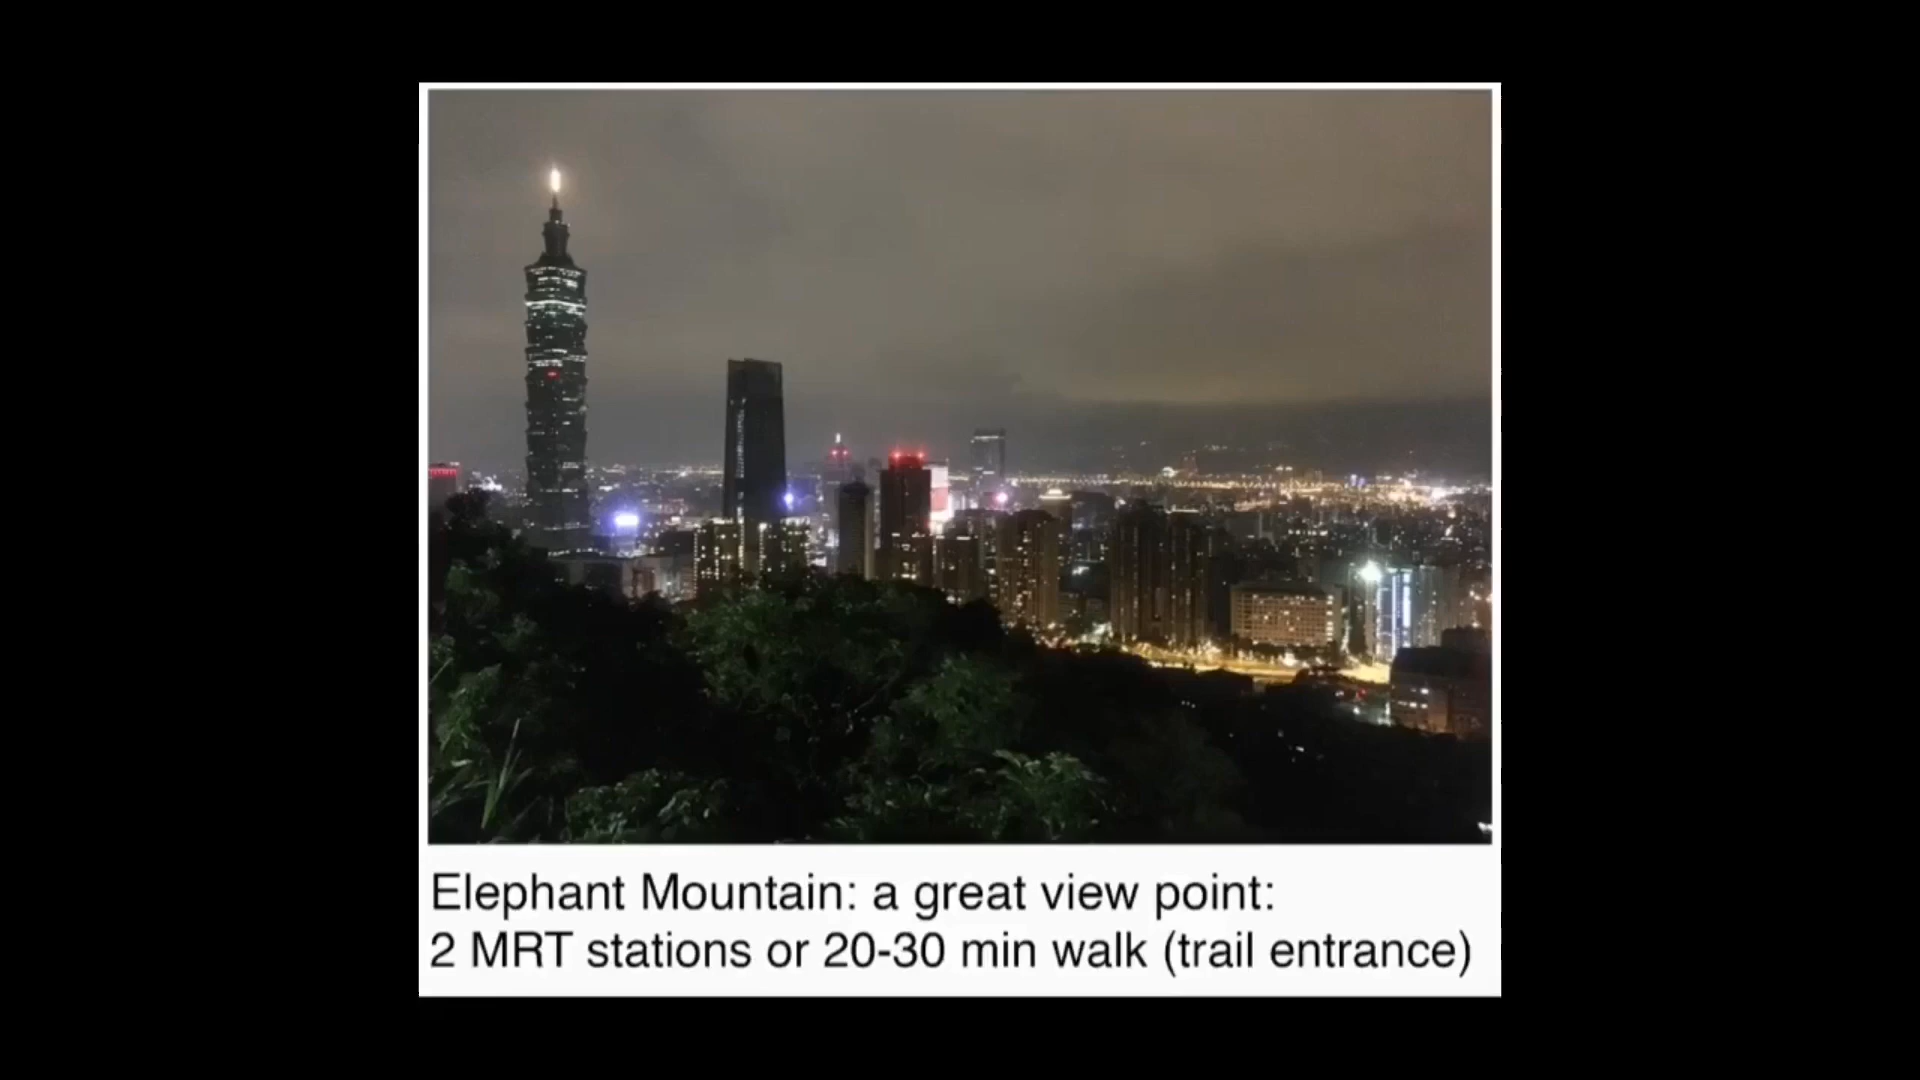 Elephant Mountain: a great view point:
2 MRT stations or 20-30 min walk (trail entrance)